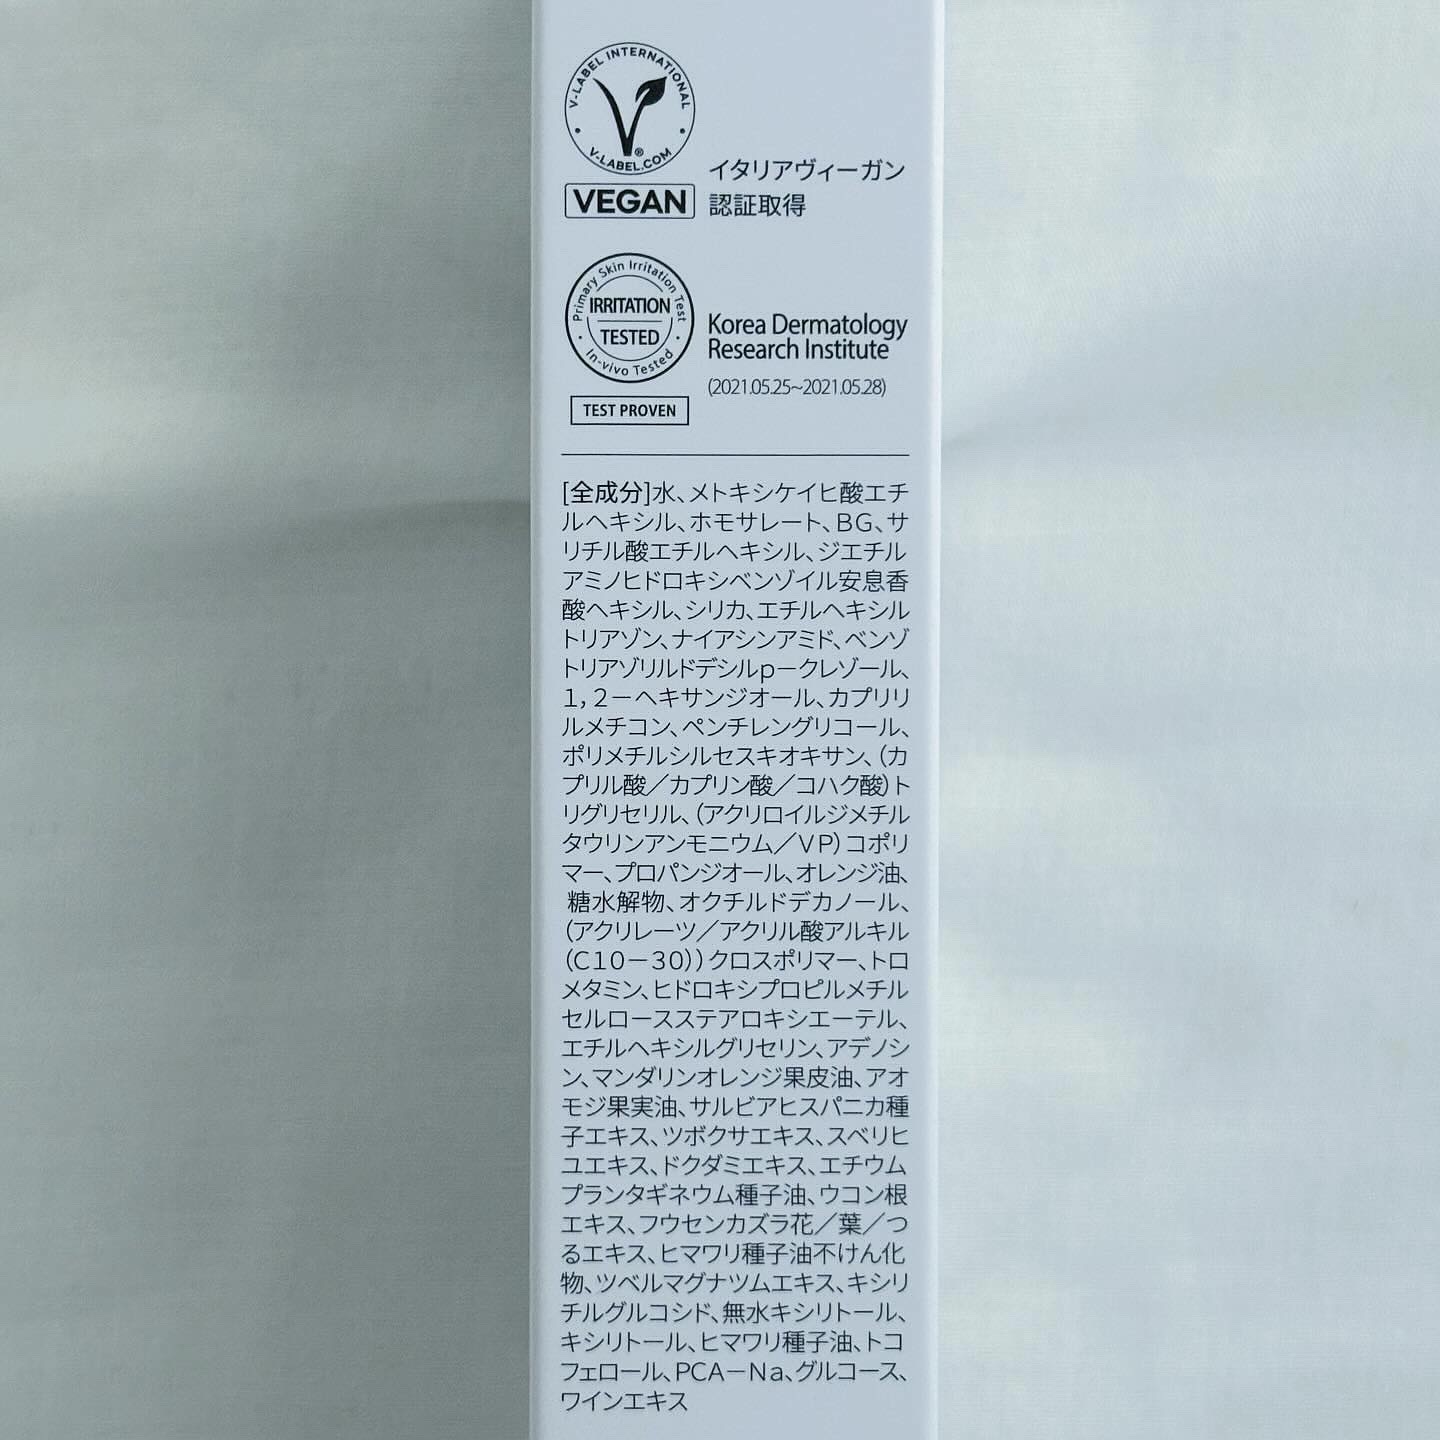 V-LABEL INTERNATIONAL
V-LABEL.COM
VEGAN
イタリアヴィーガン
認証取得
Primary Skin Irritation Test
IRRITATION
TESTED
In-vivo Tested
TEST PROVEN
Korea Dermatology
Research Institute
(2021.05.25~2021.05.28)
[全成分]水、メトキシケイヒ酸エチ
ルヘキシル、ホモサレート、BG、サ
リチル酸エチルヘキシル、ジエチル
アミノヒドロキシベンゾイル安息香
酸ヘキシル、シリカ、エチルヘキシル
トリアゾン、ナイアシンアミド、ベンゾ
トリアゾリルドデシルp－クレゾール、
1,2－ヘキサンジオール、カプリリ
ルメチコン、ペンチレングリコール、
ポリメチルシルセスキオキサン、(カ
プリル酸／カプリン酸／コハク酸)ト
リグリセリル、(アクリロイルジメチル
タウリンアンモニウム／VP)コポリ
マー、プロパンジオール、オレンジ油、
糖水解物、オクチルドデカノール、
(アクリレーツ／アクリル酸アルキル
(C10－30))クロスポリマー、トロ
メタミン、ヒドロキシプロピルメチル
セルロースステアロキシエーテル、
エチルヘキシルグリセリン、アデノシ
ン、マンダリンオレンジ果皮油、アオ
モジ果実油、サルビアヒスパニカ種
子エキス、ツボクサエキス、スベリヒ
ユエキス、ドクダミエキス、エチウム
プランタギネウム種子油、ウコン根
エキス、フウセンカズラ花／葉／つ
るエキス、ヒマワリ種子油不けん化
物、ツベルマグナツムエキス、キシリ
チルグルコシド、無水キシリトール、
キシリトール、ヒマワリ種子油、トコ
フェロール、PCA－Na、グルコース、
ワインエキス